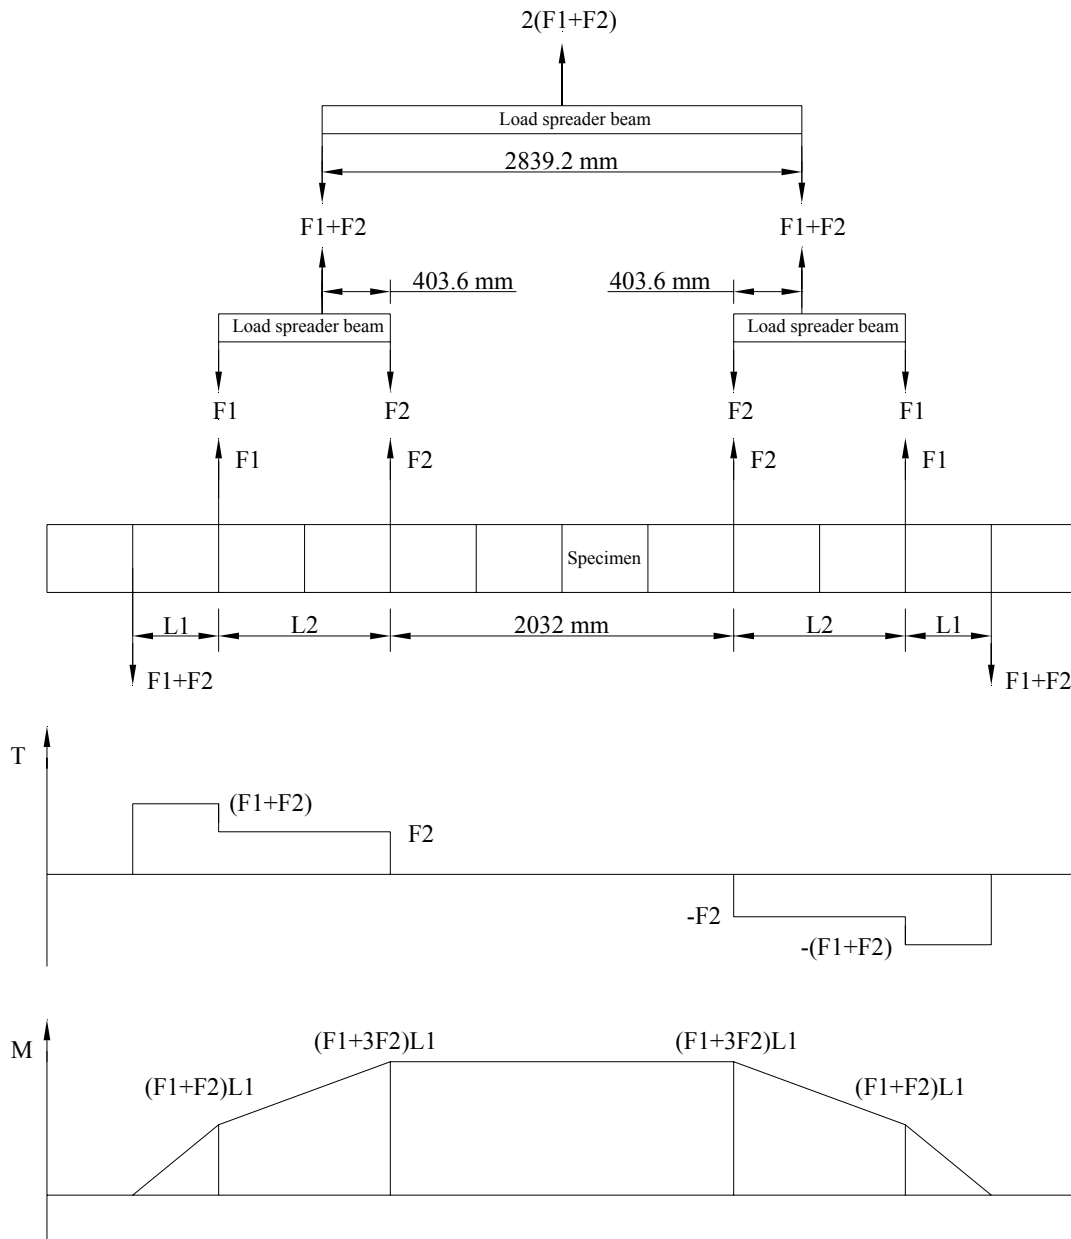 2(F1+F2)
Load spreader beam
2839.2 mm
F1+F2
F1+F2
403.6 mm
403.6 mm
Load spreader beam
Load spreader beam
F1
F2
F2
F1
F1
F2
F2
F1
Specimen
L1
L2
2032 mm
L2
L1
F1+F2
F1+F2
T
(F1+F2)
F2
-F2
-(F1+F2)
M
(F1+3F2)L1
(F1+3F2)L1
(F1+F2)L1
(F1+F2)L1